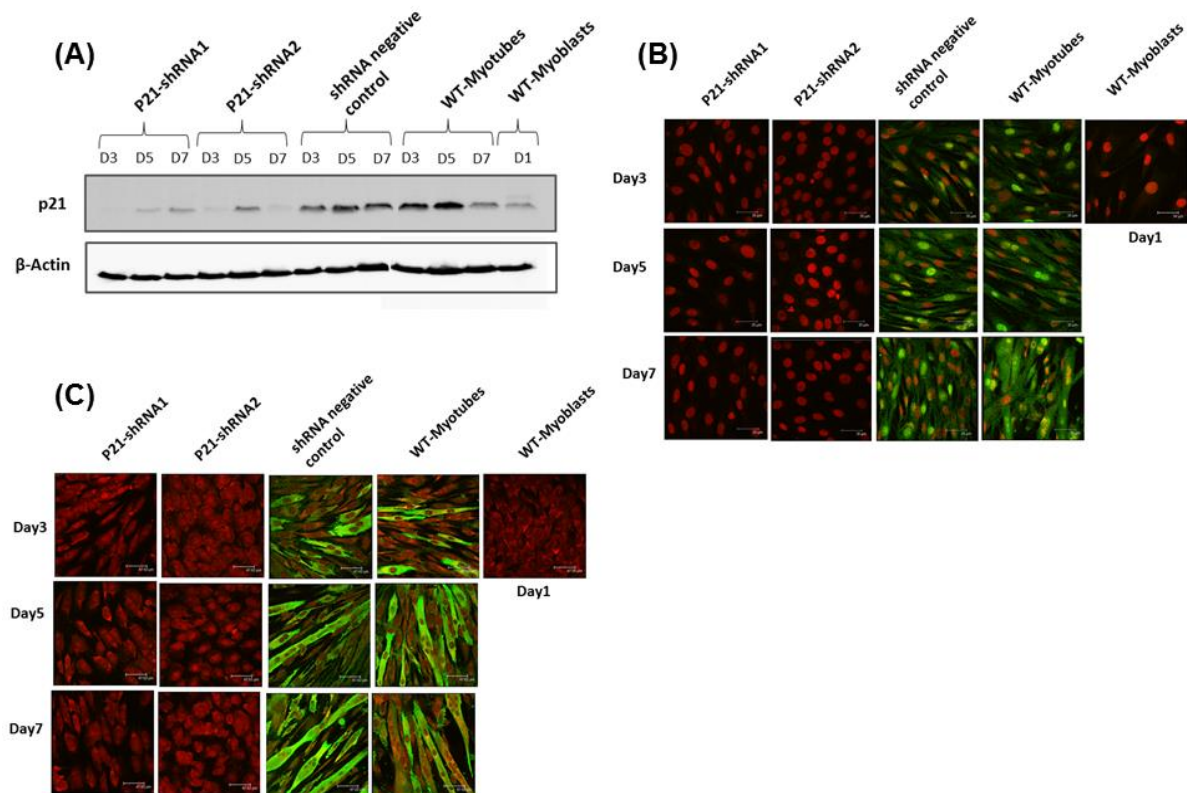 (A)
P21-shRNA1
P21-shRNA2
shRNA negative
control
WT-Myotubes
WT-Myoblasts
D3 D5 D7 D3 D5 D7 D3 D5 D7 D3 D5 D7 D1
p21
β-Actin
(B)
P21-shRNA1
P21-shRNA2
shRNA negative
control
WT-Myotubes
WT-Myoblasts
Day3
Day1
Day5
Day7
(C)
P21-shRNA1
P21-shRNA2
shRNA negative
control
WT-Myotubes
WT-Myoblasts
Day3
Day1
Day5
Day7